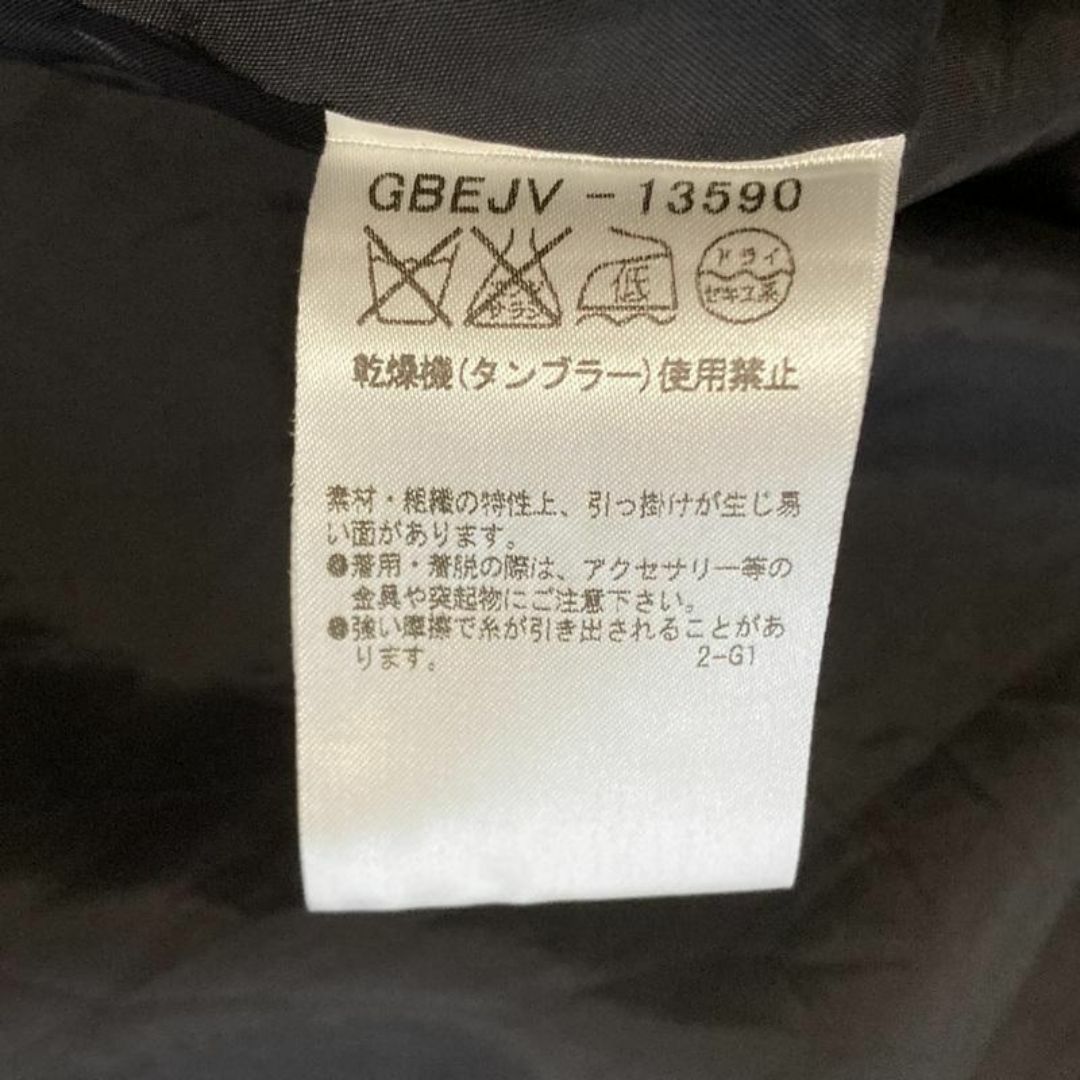 GBEJV-13590
低
ドライ
セキユ系
乾燥機(タンブラー)使用禁止
素材・組織の特性上、引っ掛けが生じ易
い面があります。
●着用・着脱の際は、アクセサリー等の
金具や突起物にご注意下さい。
●強い摩擦で糸が引き出されることがあ
ります。 2-G1